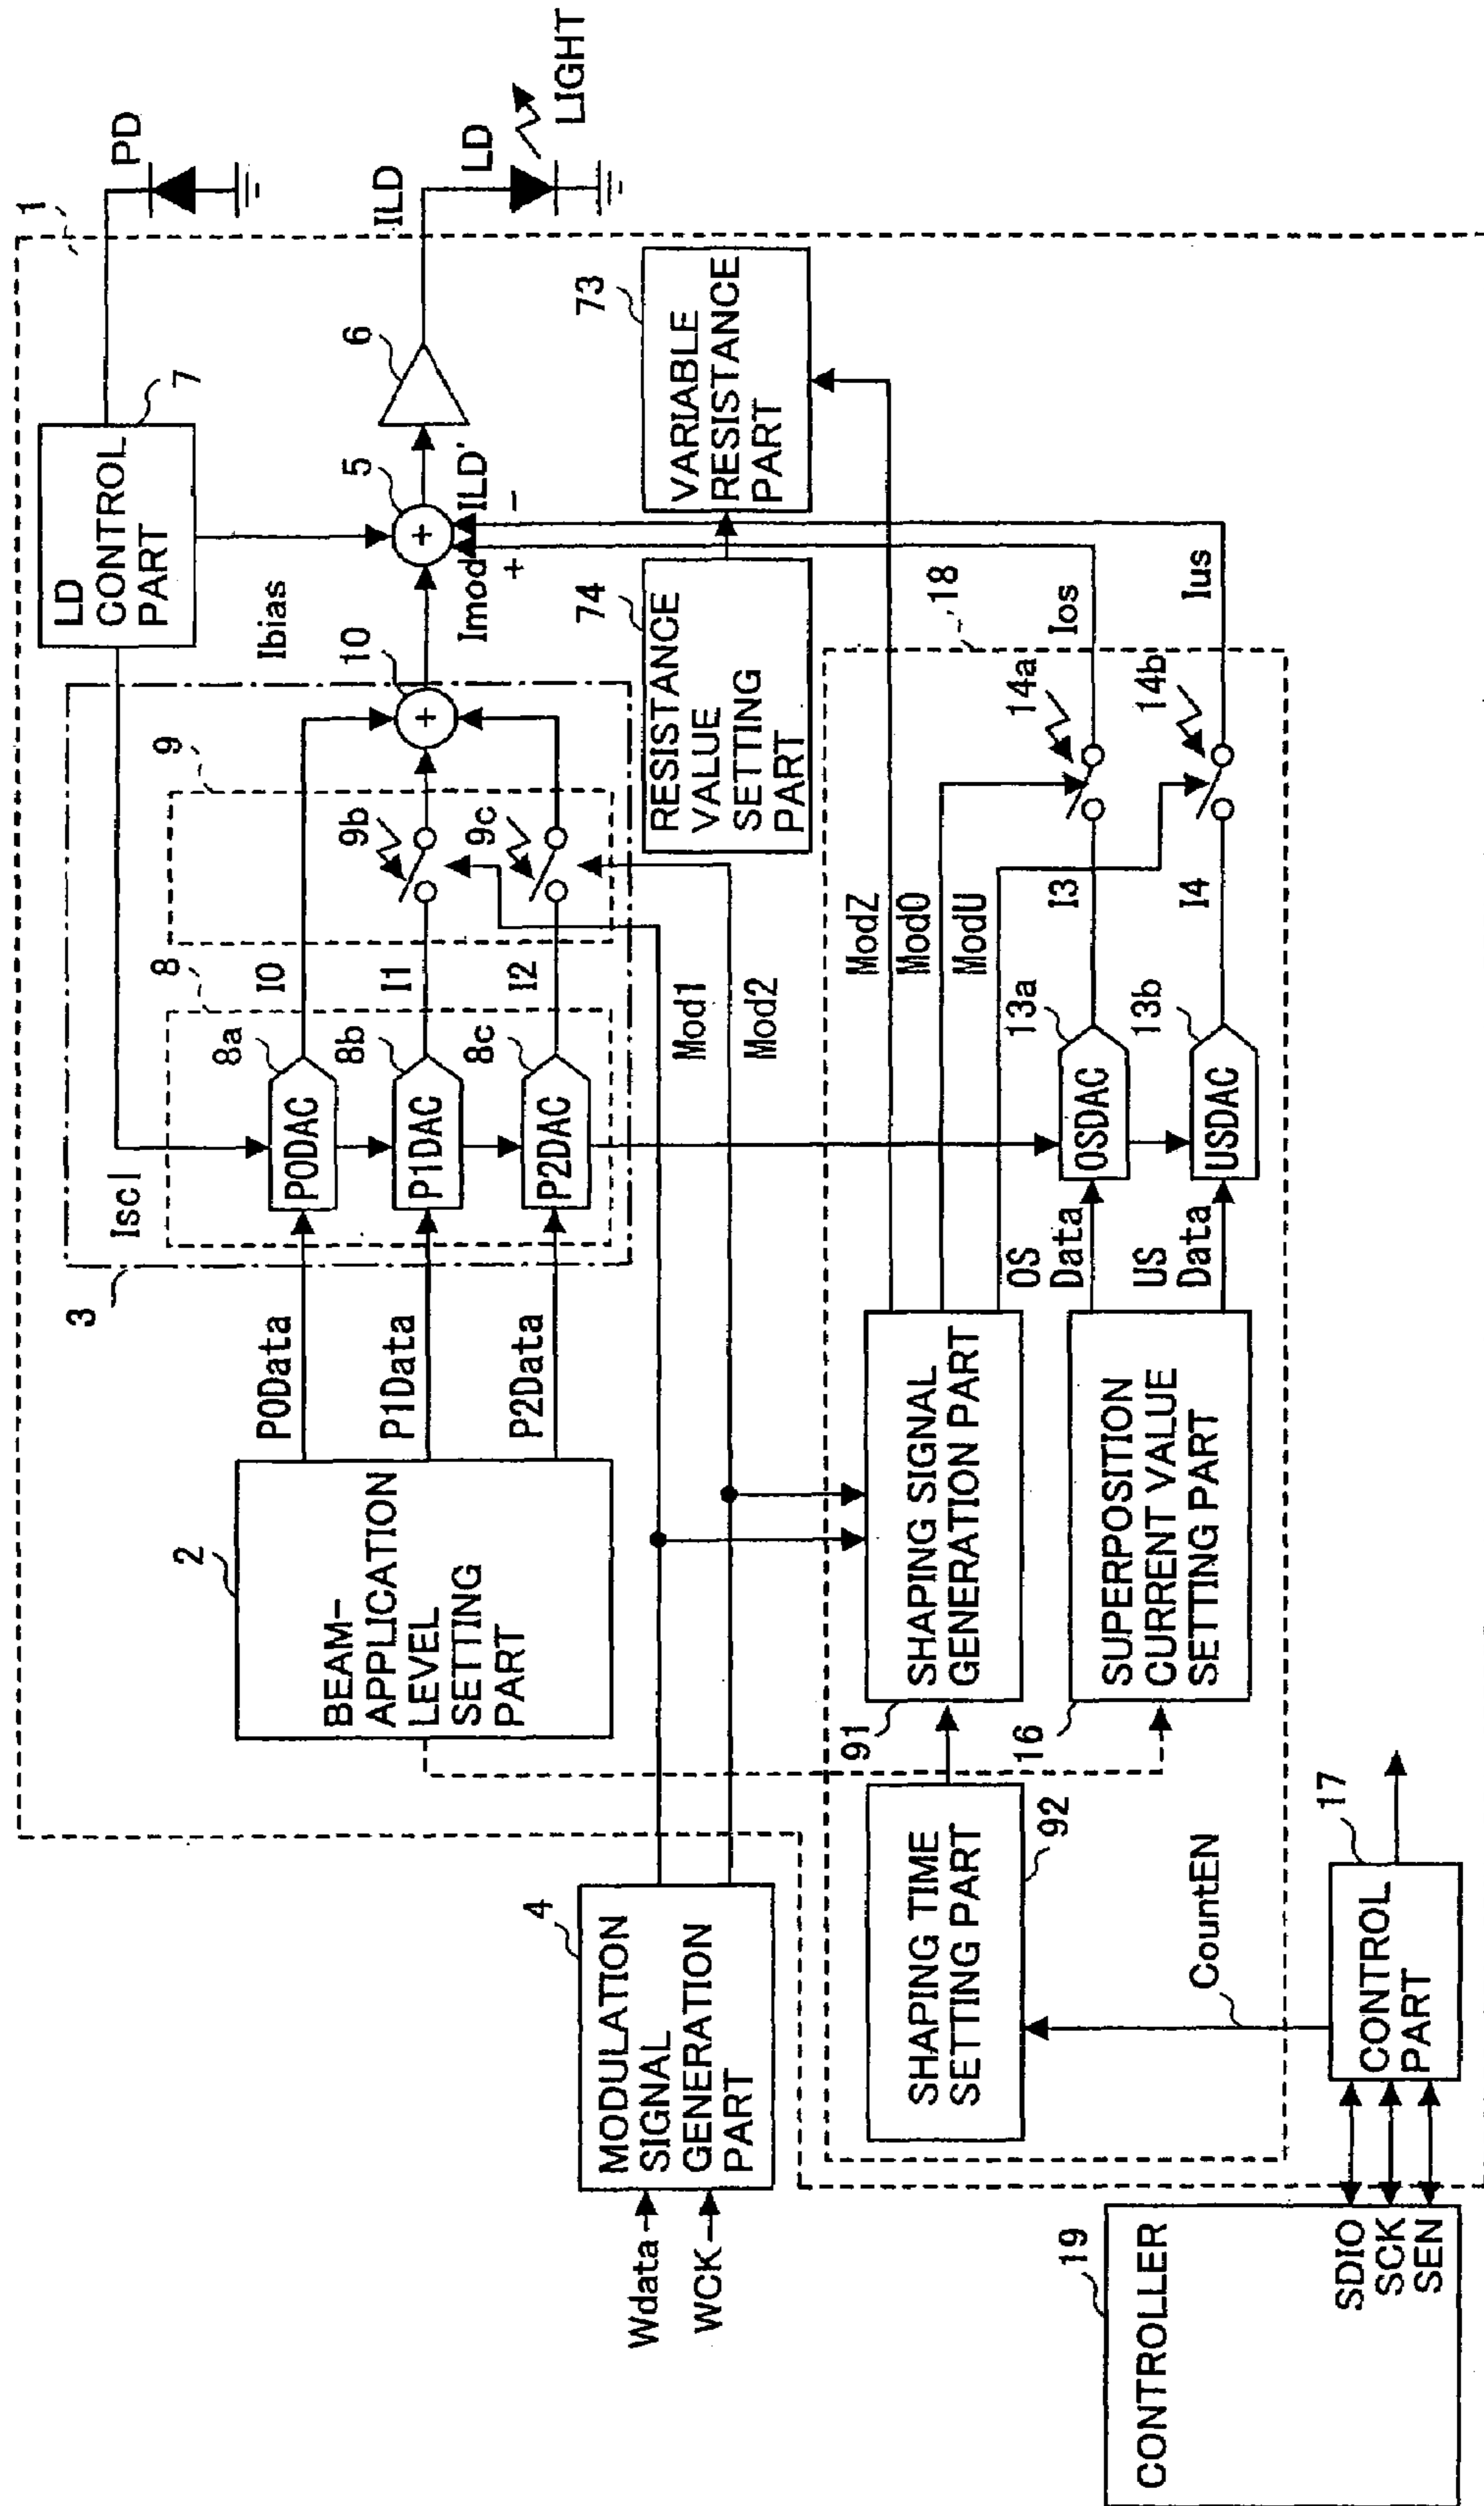 1
PD
LD
CONTROL
PART
7
Iscl
Ibias
3
8
9
8a
P0DAC
I0
P0Data
8b
P1DAC
I1
P1Data
9b
8c
P2DAC
I2
P2Data
9c
10
+
5
+
6
ILD
LD
LIGHT
Imod
ILD'
+
−
2
BEAM-
APPLICATION
LEVEL
SETTING
PART
Mod1
Mod2
74
RESISTANCE
VALUE
SETTING
PART
73
VARIABLE
RESISTANCE
PART
4
MODULATION
SIGNAL
GENERATION
PART
Wdata
WCK
18
91
SHAPING SIGNAL
GENERATION PART
ModZ
ModO
ModU
92
SHAPING TIME
SETTING PART
16
SUPERPOSITION
CURRENT VALUE
SETTING PART
OS
Data
US
Data
13a
OSDAC
I3
14a
Ios
13b
USDAC
I4
14b
Ius
CountEN
17
CONTROL
PART
19
CONTROLLER
SDIO
SCK
SEN